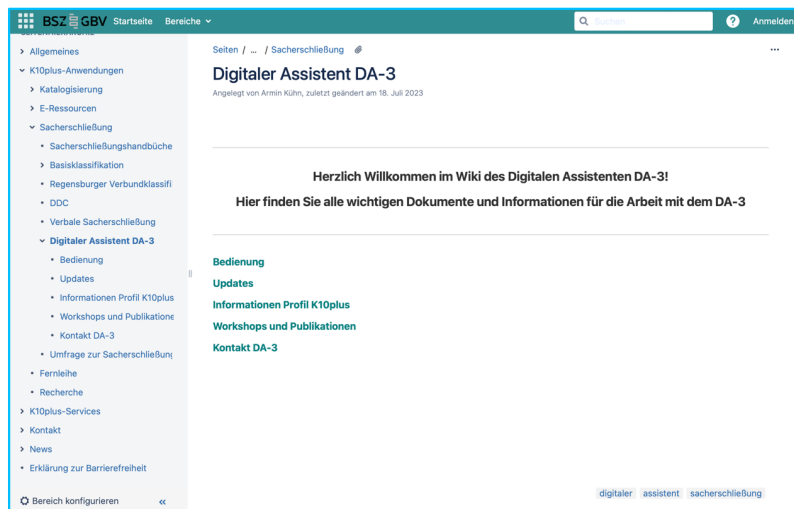 BSZ GBV Startseite Bereiche Suchen ? Anmelden
Allgemeines
K10plus-Anwendungen
Katalogisierung
E-Ressourcen
Sacherschließung
Sacherschließungshandbüche
Basisklassifikation
Regensburger Verbundklassifi
DDC
Verbale Sacherschließung
Digitaler Assistent DA-3
Bedienung
Updates
Informationen Profil K10plus
Workshops und Publikatione
Kontakt DA-3
Umfrage zur Sacherschließung
Fernleihe
Recherche
K10plus-Services
Kontakt
News
Erklärung zur Barrierefreiheit
Bereich konfigurieren «
Seiten / … / Sacherschließung
Digitaler Assistent DA-3
Angelegt von Armin Kühn, zuletzt geändert am 18. Juli 2023
Herzlich Willkommen im Wiki des Digitalen Assistenten DA-3!
Hier finden Sie alle wichtigen Dokumente und Informationen für die Arbeit mit dem DA-3
Bedienung
Updates
Informationen Profil K10plus
Workshops und Publikationen
Kontakt DA-3
digitaler assistent sacherschließung